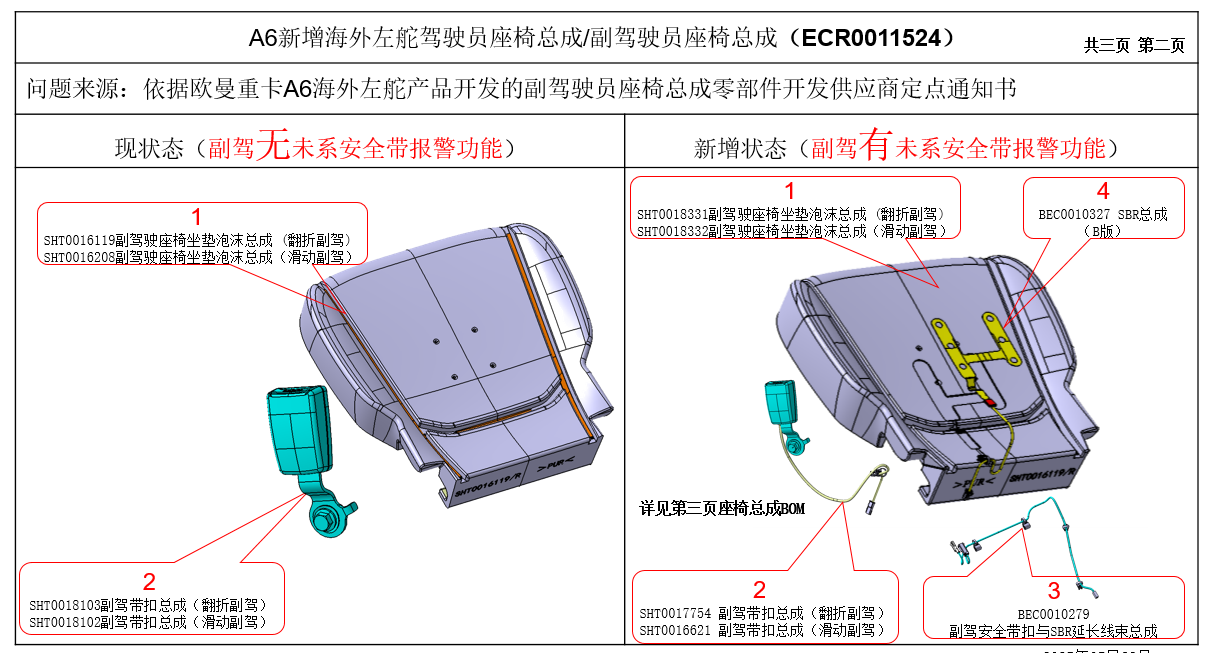 A6新增海外左舵驾驶员座椅总成/副驾驶员座椅总成（ECR0011524）
共三页 第二页
问题来源：依据欧曼重卡A6海外左舵产品开发的副驾驶员座椅总成零部件开发供应商定点通知书
现状态（副驾无未系安全带报警功能）
新增状态（副驾有未系安全带报警功能）
1
SHT0016119副驾驶座椅坐垫泡沫总成（翻折副驾）
SHT0016208副驾驶座椅坐垫泡沫总成（滑动副驾）
>PUR<
SHT0016119/R
2
SHT0018103副驾带扣总成（翻折副驾）
SHT0018102副驾带扣总成（滑动副驾）
1
SHT0018331副驾驶座椅坐垫泡沫总成（翻折副驾）
SHT0018332副驾驶座椅坐垫泡沫总成（滑动副驾）
4
BEC0010327 SBR总成
（B版）
>PUR<
SHT0016119/R
详见第三页座椅总成BOM
2
SHT0017754 副驾带扣总成（翻折副驾）
SHT0016621 副驾带扣总成（滑动副驾）
3
BEC0010279
副驾安全带扣与SBR延长线束总成